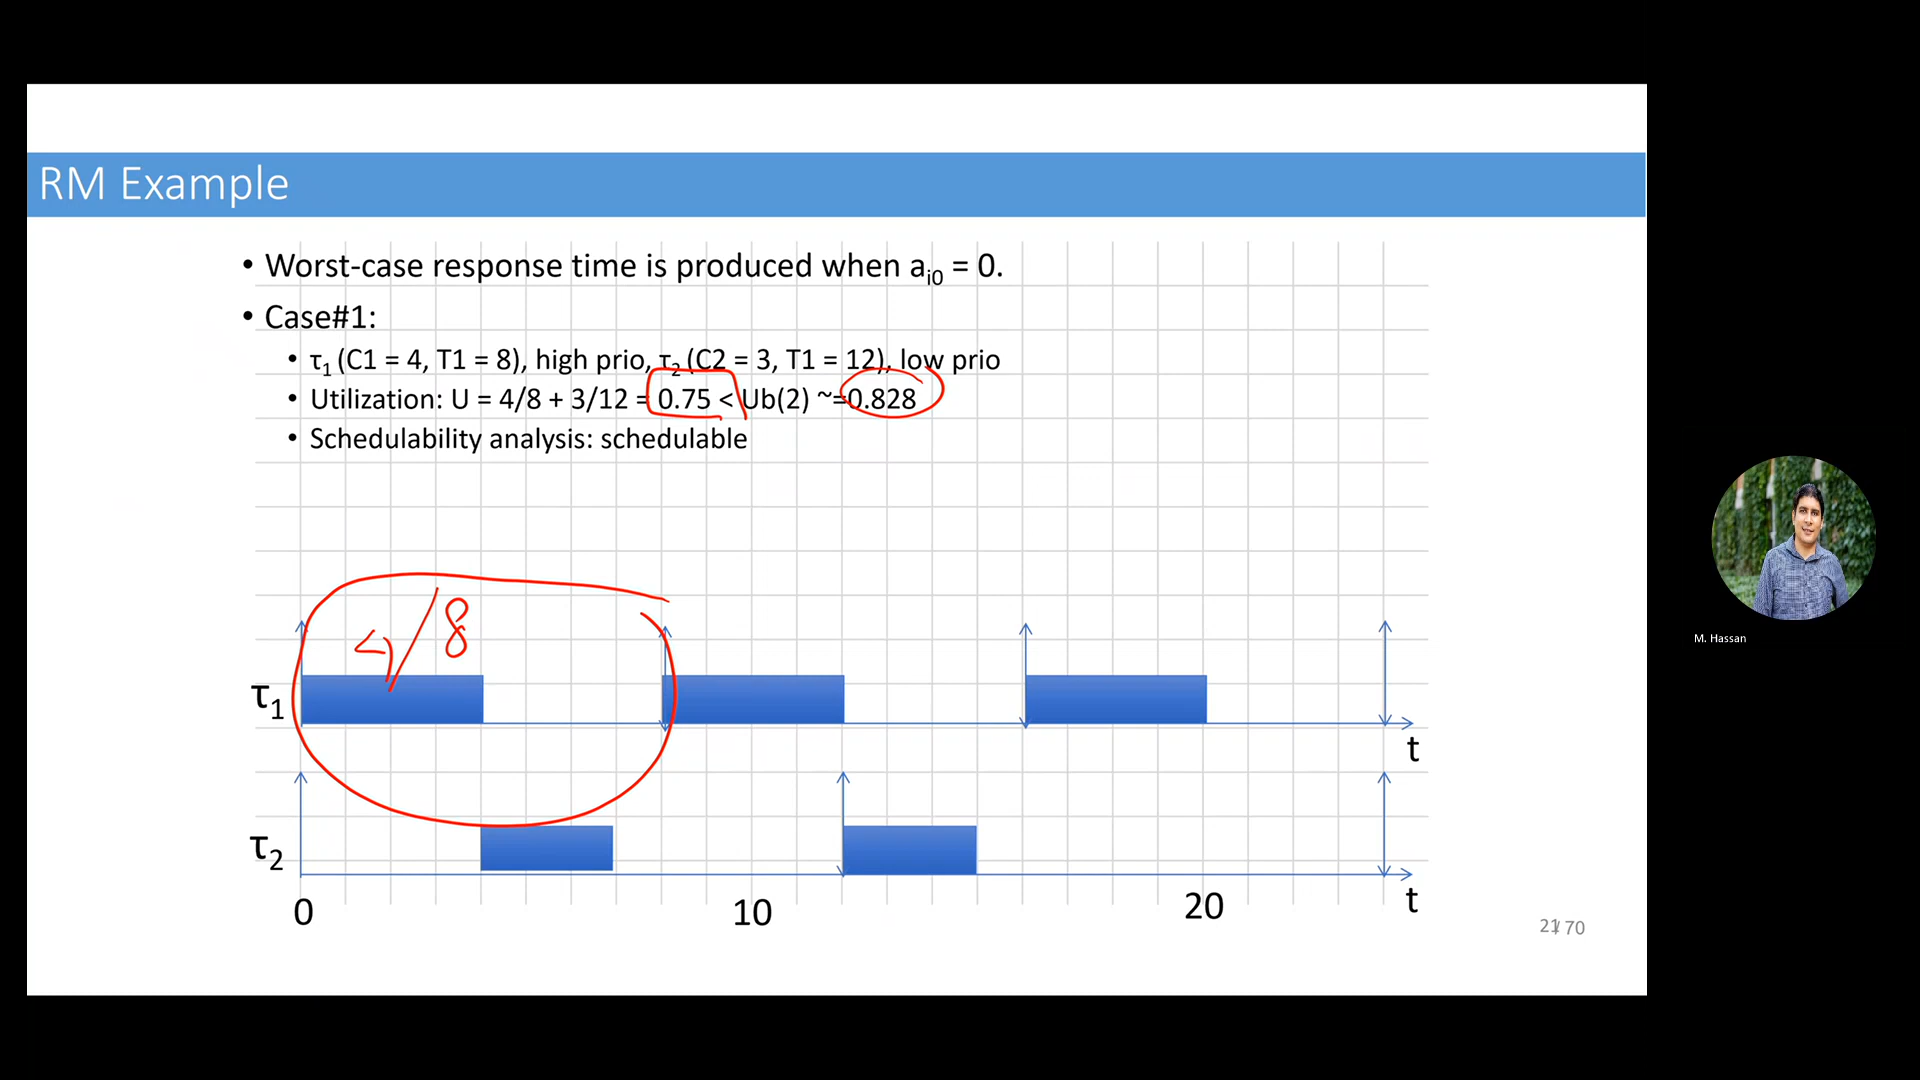 RM Example
• Worst-case response time is produced when aᵢ₀ = 0.
• Case#1:
• τ₁ (C1 = 4, T1 = 8), high prio, τ₂ (C2 = 3, T1 = 12), low prio
• Utilization: U = 4/8 + 3/12 = 0.75 < Ub(2) ~=0.828
• Schedulability analysis: schedulable
4/8
τ₁
t
τ₂
0 10 20 t
21/ 70
M. Hassan